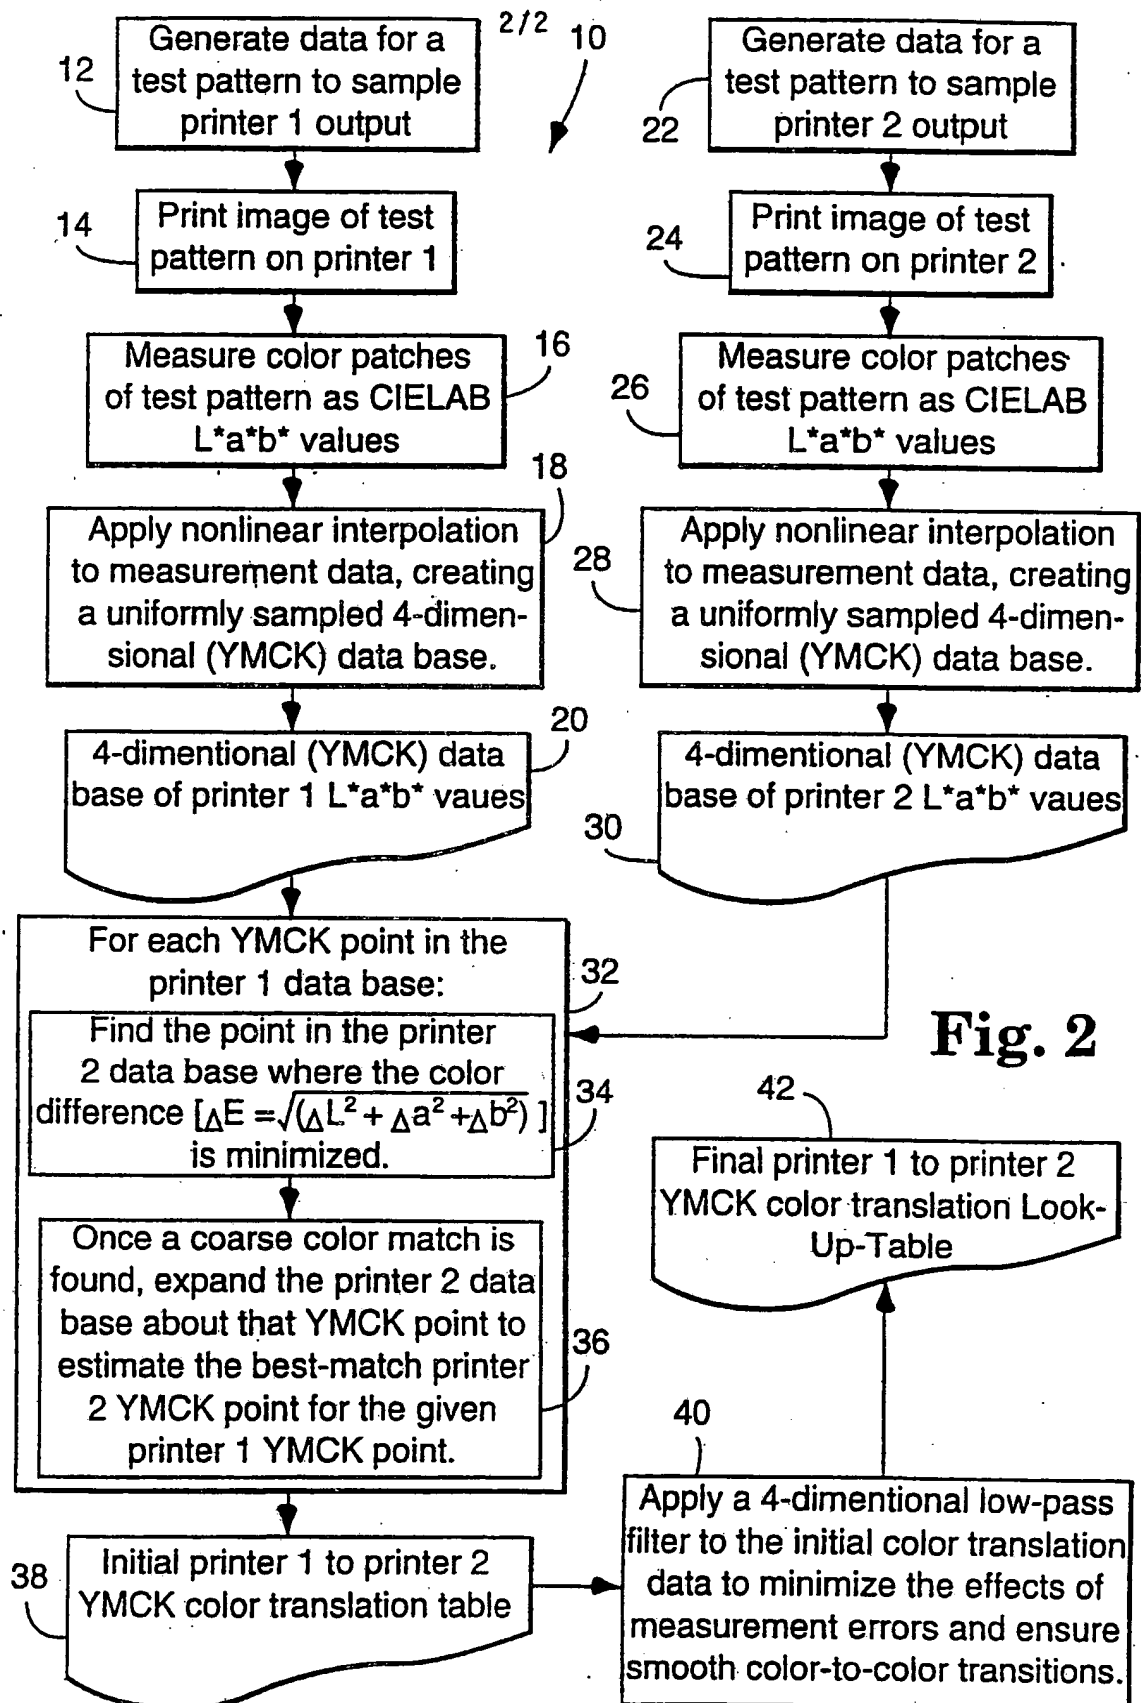 2/2
10
12
Generate data for a
test pattern to sample
printer 1 output
14
Print image of test
pattern on printer 1
16
Measure color patches
of test pattern as CIELAB
L*a*b* values
18
Apply nonlinear interpolation
to measurement data, creating
a uniformly sampled 4-dimen-
sional (YMCK) data base.
20
4-dimentional (YMCK) data
base of printer 1 L*a*b* vaues
22
Generate data for a
test pattern to sample
printer 2 output
24
Print image of test
pattern on printer 2
26
Measure color patches
of test pattern as CIELAB
L*a*b* values
28
Apply nonlinear interpolation
to measurement data, creating
a uniformly sampled 4-dimen-
sional (YMCK) data base.
30
4-dimentional (YMCK) data
base of printer 2 L*a*b* vaues
32
For each YMCK point in the
printer 1 data base:
34
Find the point in the printer
2 data base where the color
difference [ΔE =√(ΔL² + Δa² +Δb²) ]
is minimized.
36
Once a coarse color match is
found, expand the printer 2 data
base about that YMCK point to
estimate the best-match printer
2 YMCK point for the given
printer 1 YMCK point.
38
Initial printer 1 to printer 2
YMCK color translation table
40
Apply a 4-dimentional low-pass
filter to the initial color translation
data to minimize the effects of
measurement errors and ensure
smooth color-to-color transitions.
42
Final printer 1 to printer 2
YMCK color translation Look-
Up-Table
Fig. 2